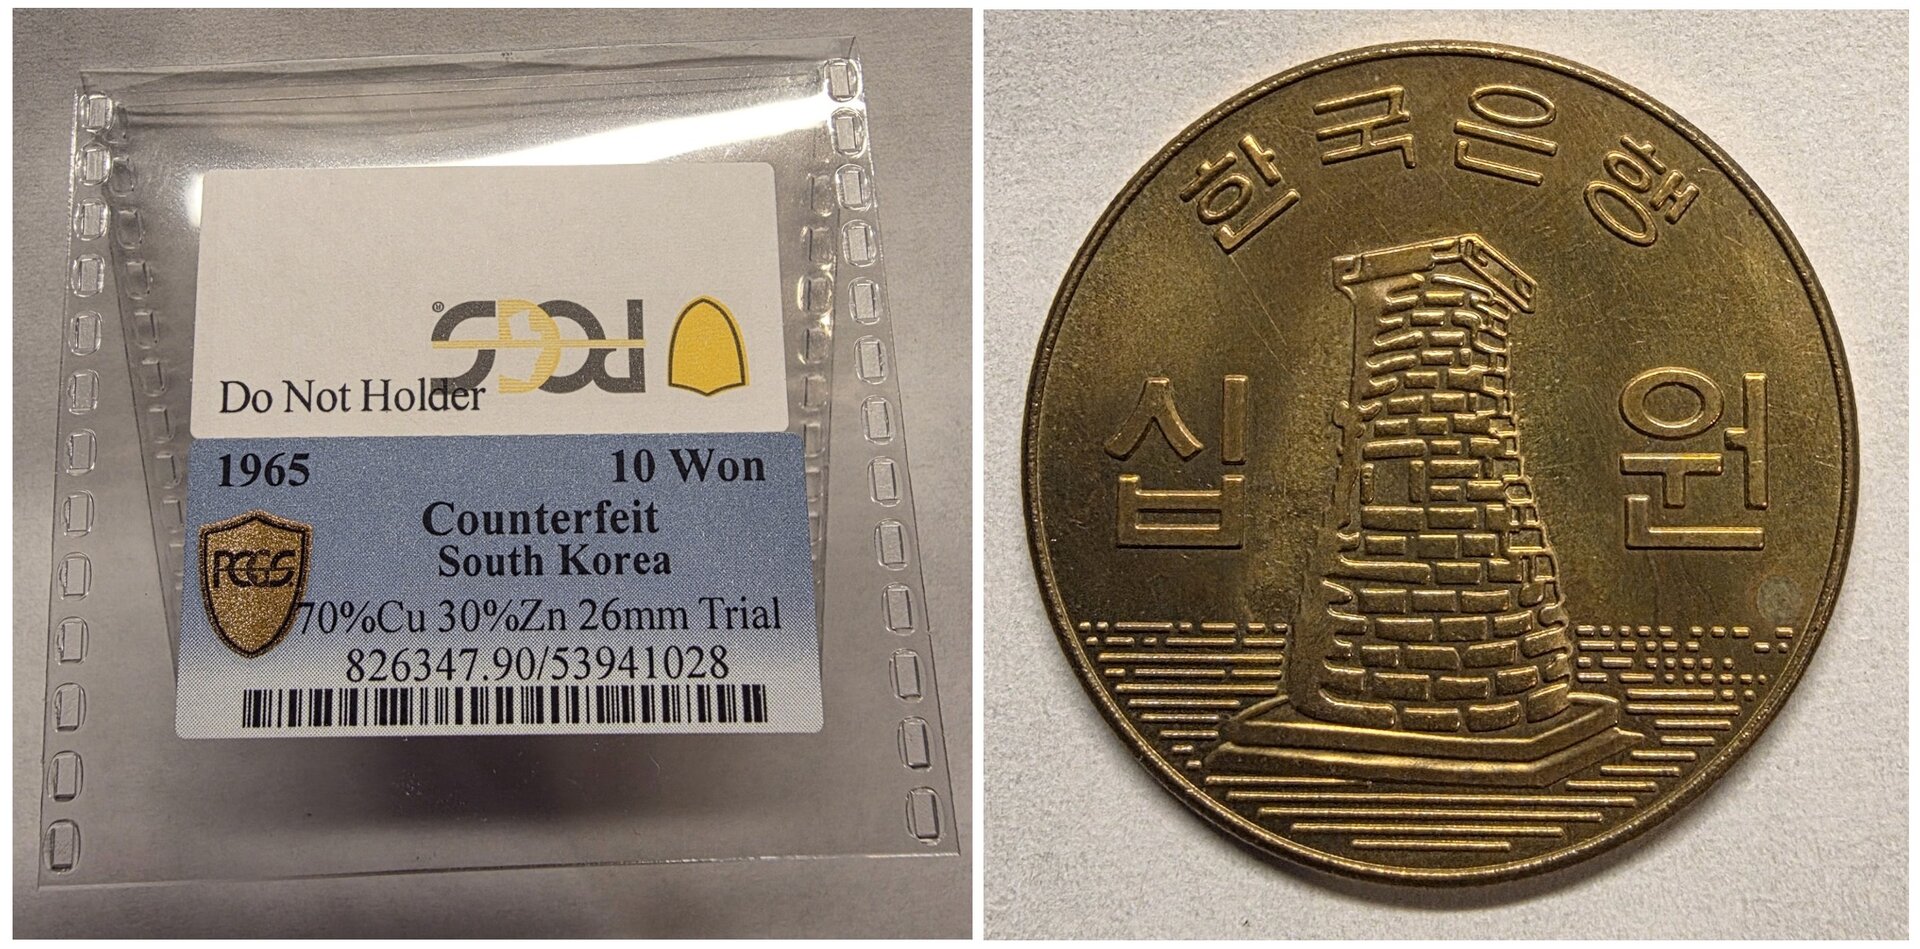 PCGS®
Do Not Holder
1965 10 Won
Counterfeit
South Korea
PCGS
70%Cu 30%Zn 26mm Trial
826347.90/53941028
한국은행
십 원